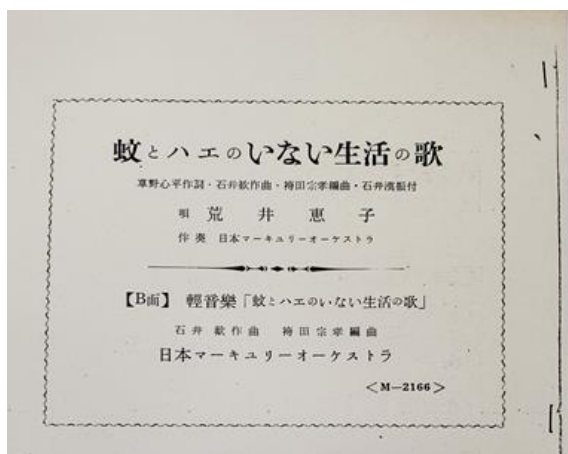 蚊とハエのいない生活の歌
草野心平作詞・石井歓作曲・袴田宗孝編曲・石井漠振付
唄 荒井恵子
伴奏 日本マーキュリーオーケストラ
【B面】 輕音樂「蚊とハエのいない生活の歌」
石井歓作曲 袴田宗孝編曲
日本マーキュリーオーケストラ
<M—2166>